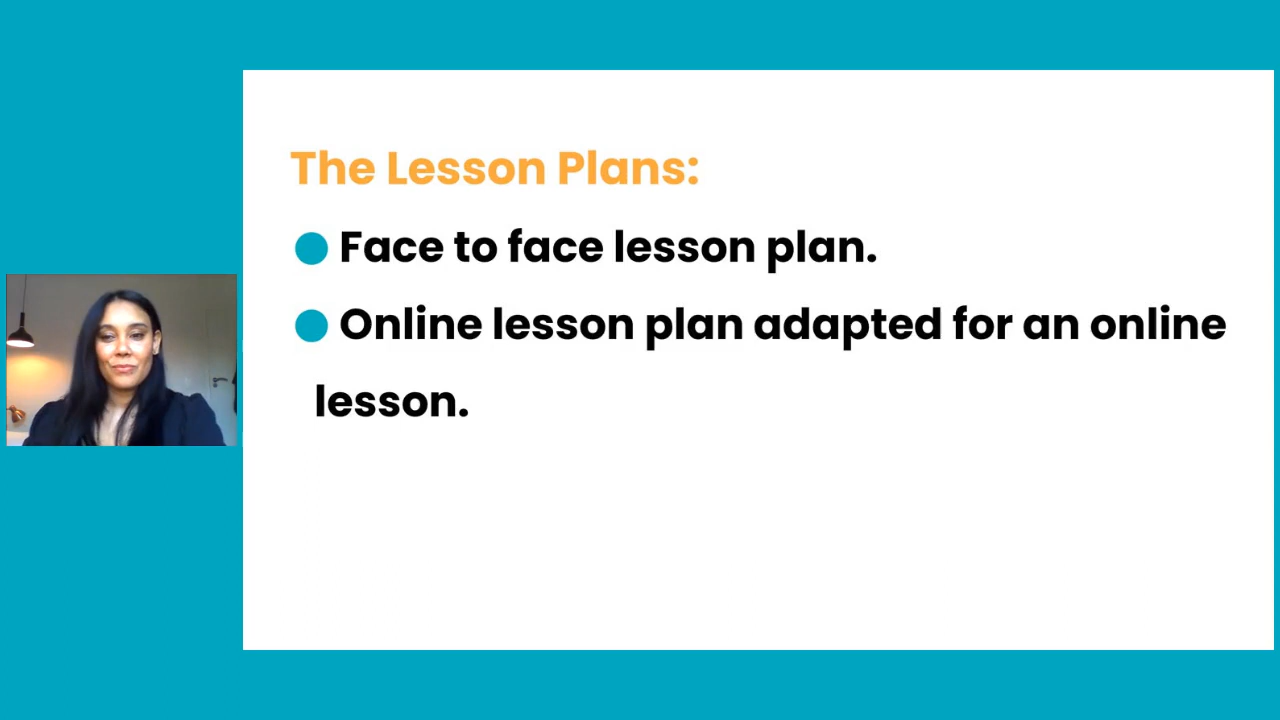 The Lesson Plans:
Face to face lesson plan.
Online lesson plan adapted for an online
lesson.